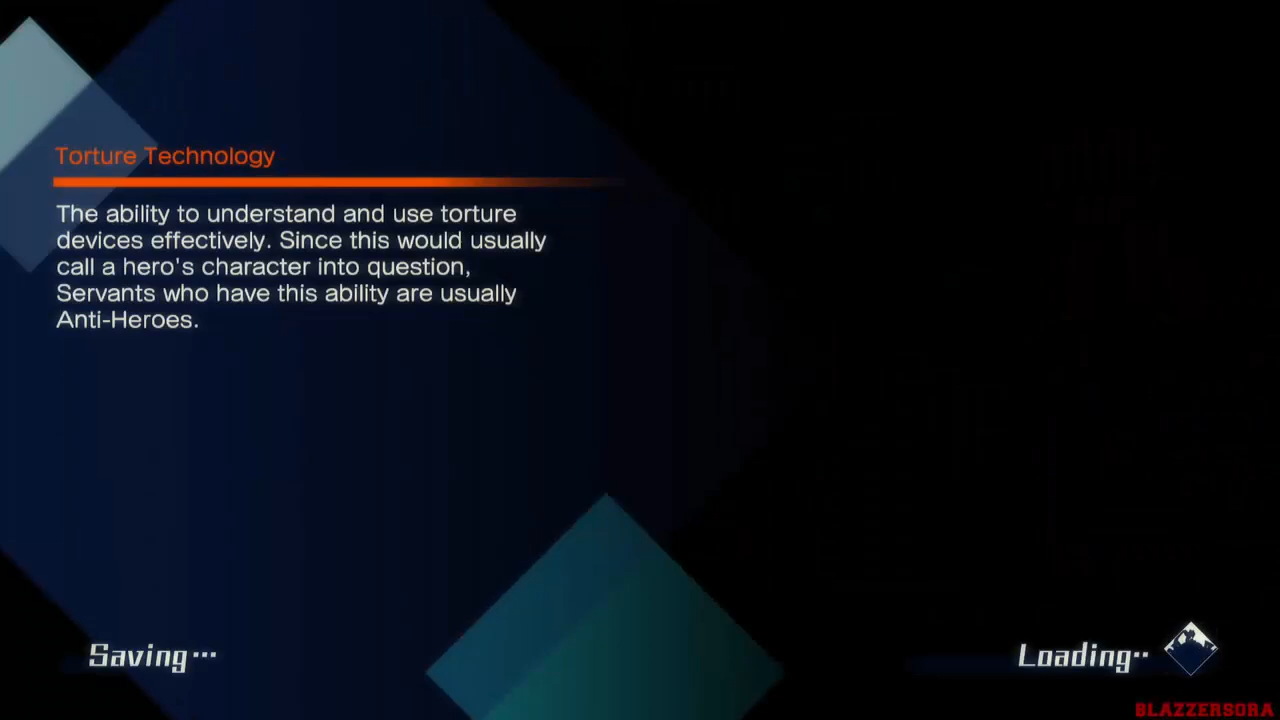 Torture Technology
The ability to understand and use torture
devices effectively. Since this would usually
call a hero's character into question,
Servants who have this ability are usually
Anti-Heroes.
Saving···
Loading··
BLAZZERSORA